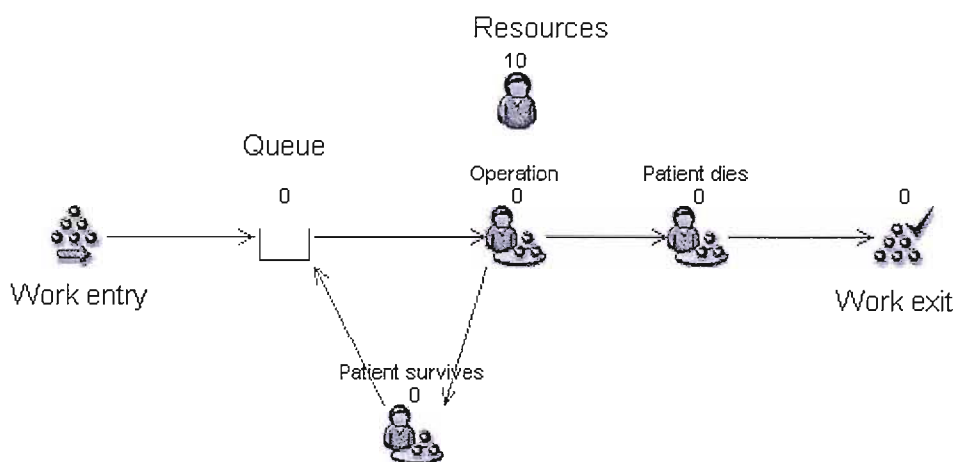 Resources
10
Queue
0
Operation
0
Patient dies
0
0
Work entry
Work exit
Patient survives
0